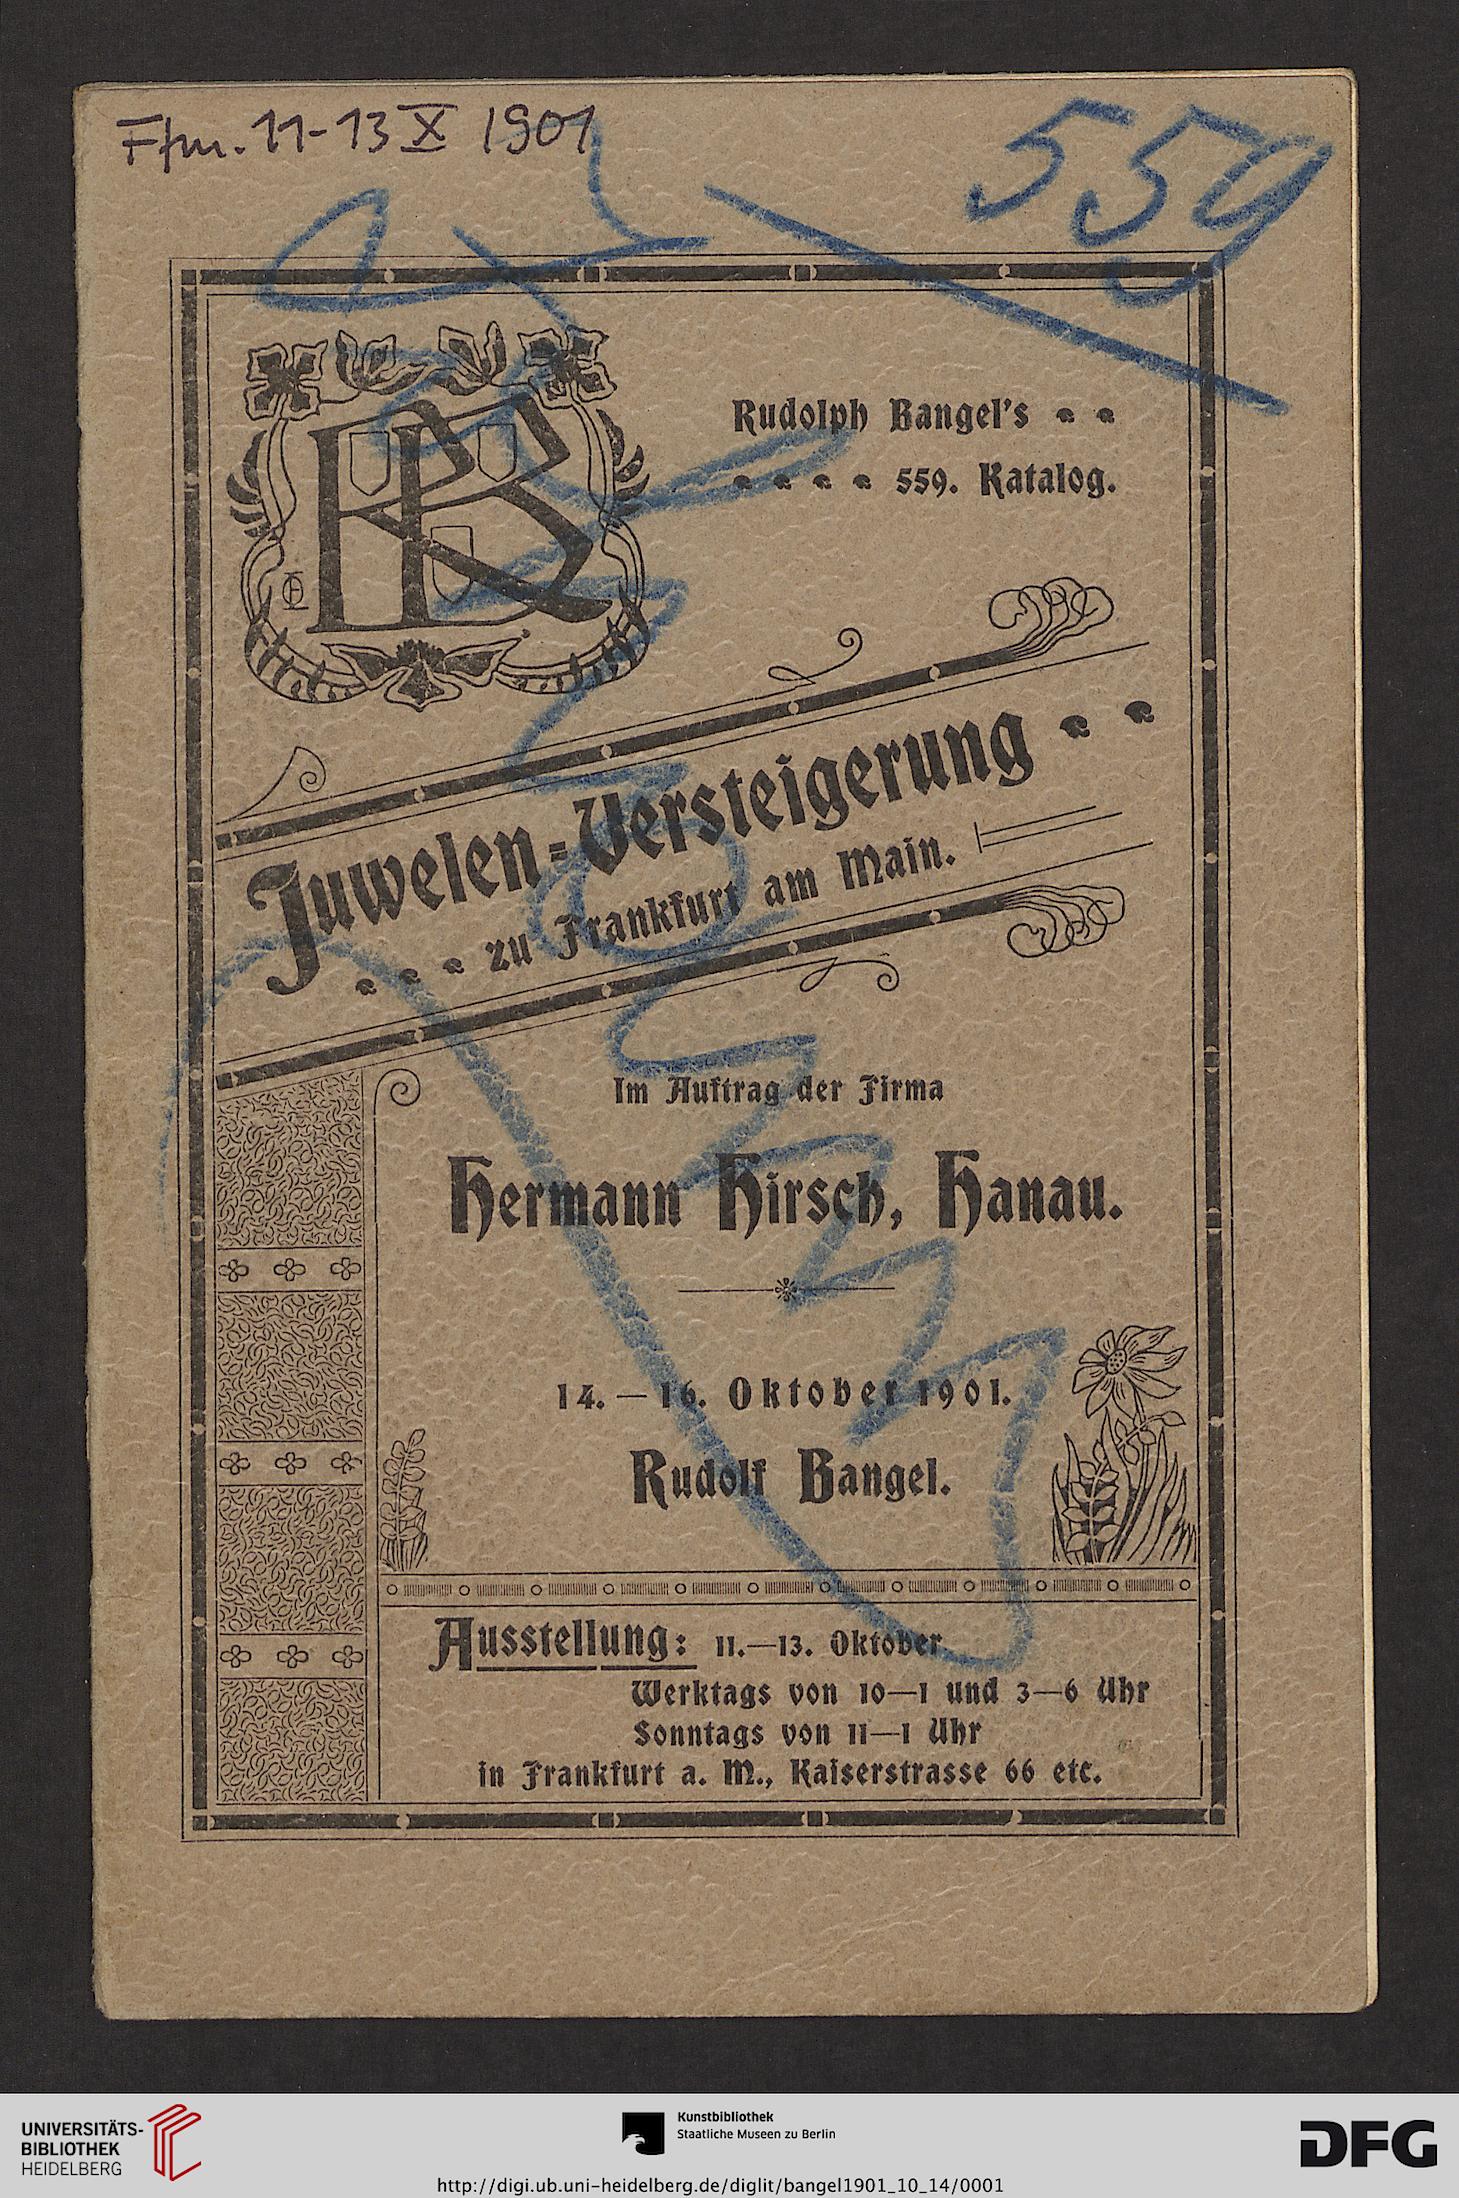 Ffm. 11-13 X 1901
559
Rudolph Bangel's
559. Katalog.
Juwelen=Versteigerung
zu Frankfurt am Main.
Im Auftrag der Firma
Hermann Hirsch, Hanau.
14. — 16. Oktober 1901.
Rudolf Bangel.
Ausstellung: 11.—13. Oktober
Werktags von 10—1 und 3—6 Uhr
Sonntags von 11—1 Uhr
in Frankfurt a. M., Kaiserstrasse 66 etc.
UNIVERSITÄTS-
BIBLIOTHEK
HEIDELBERG
Kunstbibliothek
Staatliche Museen zu Berlin
DFG
http://digi.ub.uni-heidelberg.de/diglit/bangel1901_10_14/0001